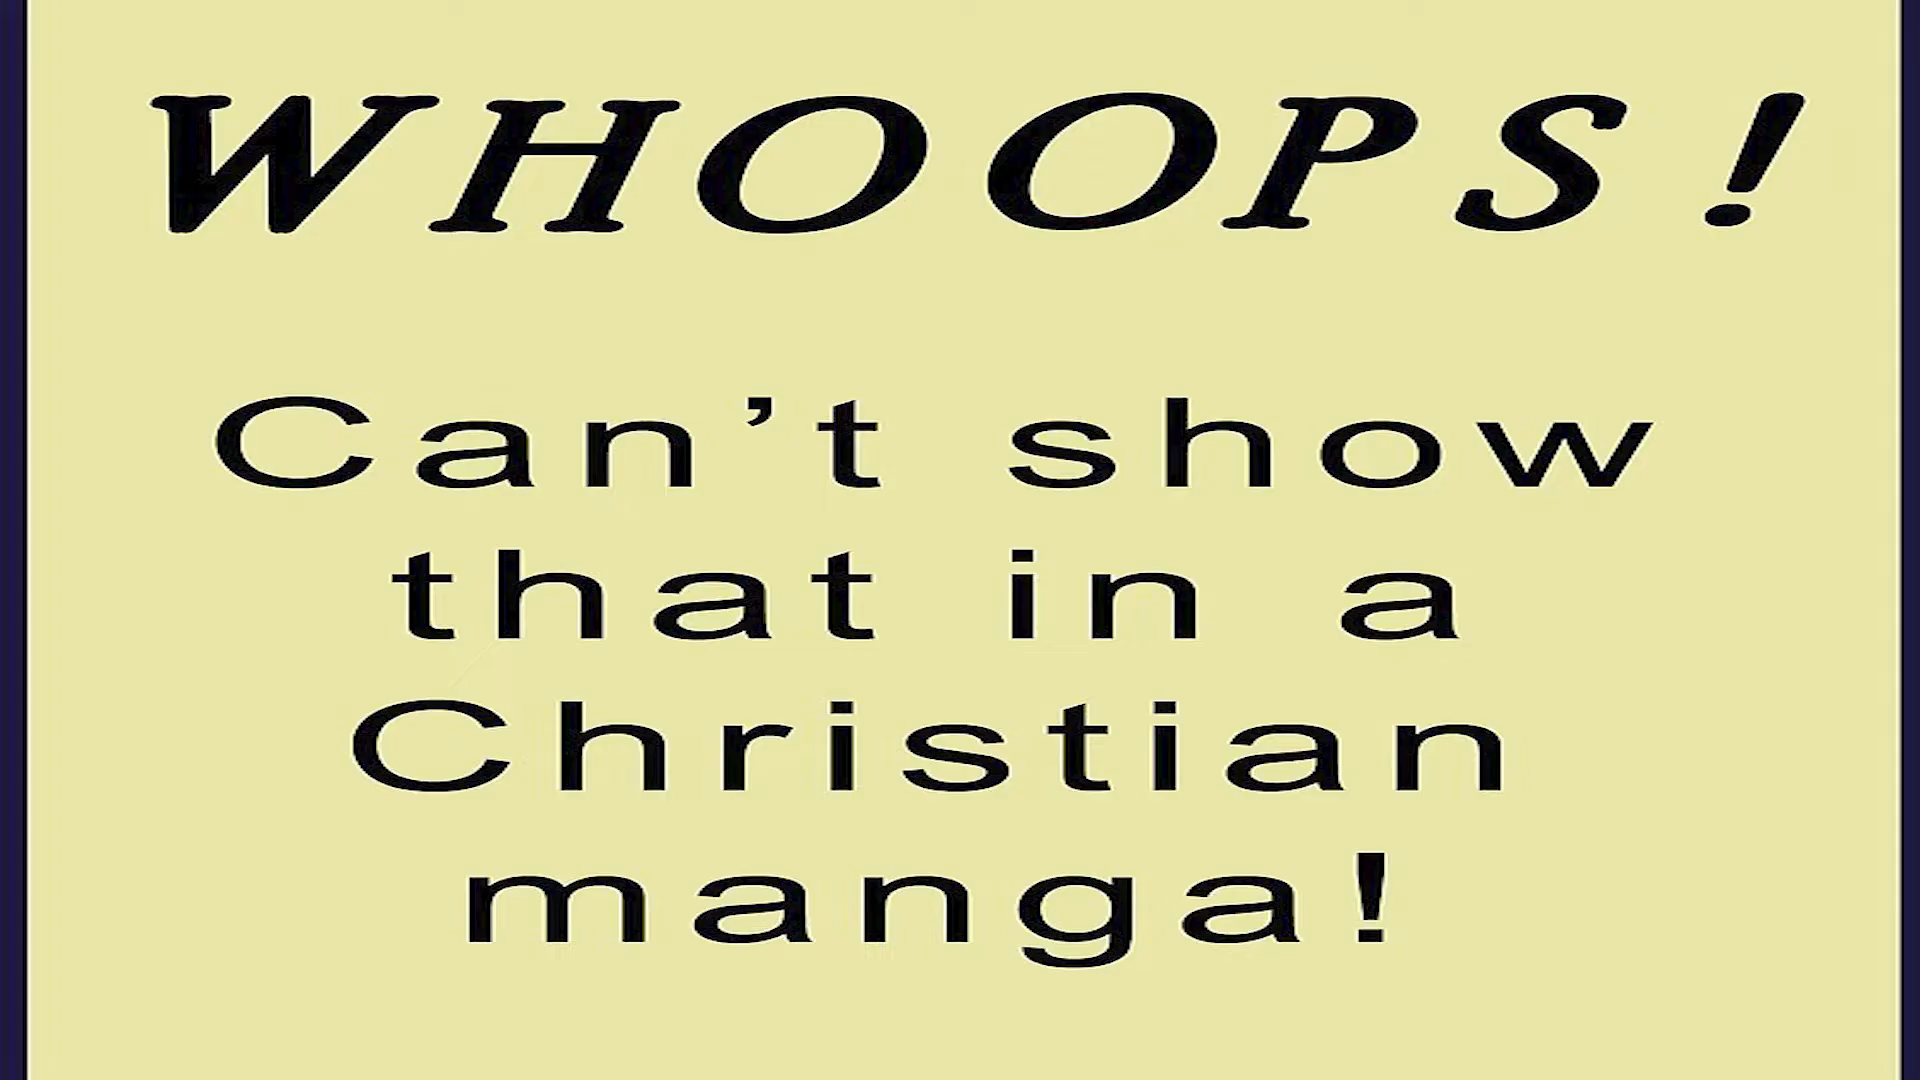 WHOOPS!
Can’t show
that in a
Christian
manga!